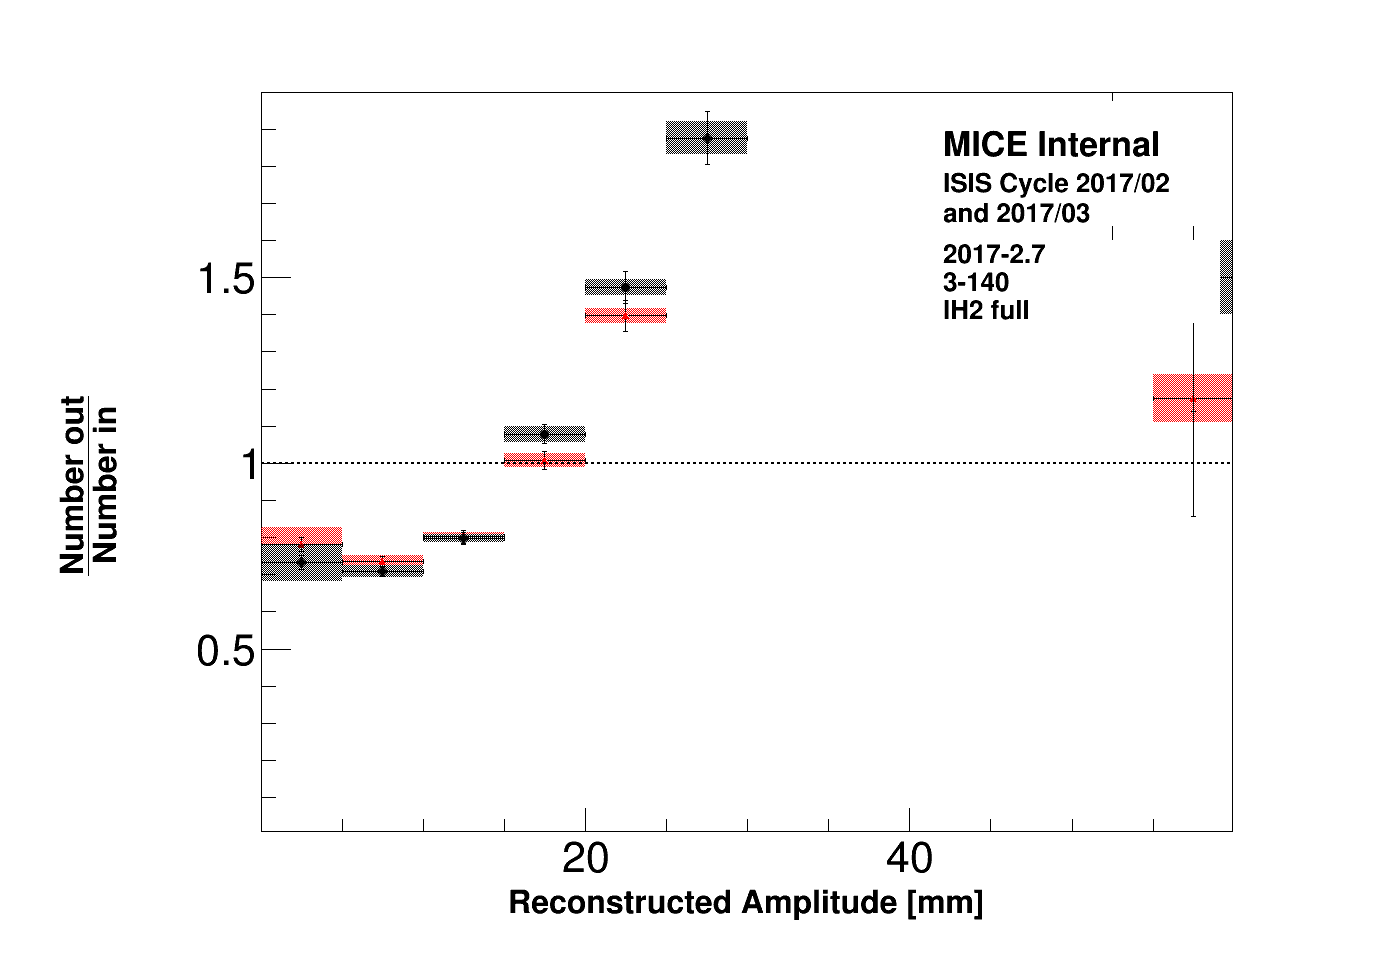 MICE Internal
ISIS Cycle 2017/02
and 2017/03
2017-2.7
3-140
IH2 full
1.5
1
0.5
Number out
Number in
20
40
Reconstructed Amplitude [mm]